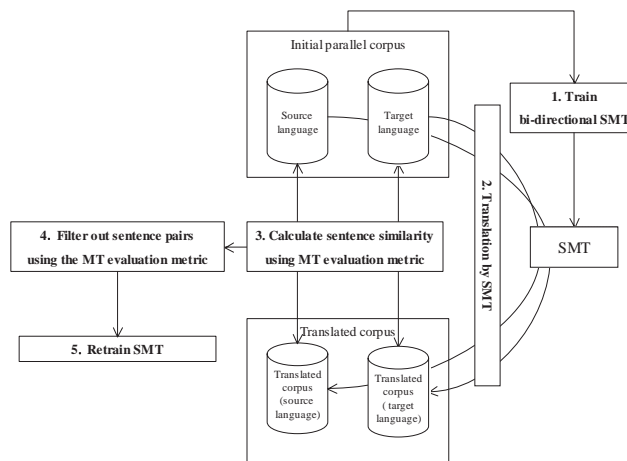 Initial parallel corpus
Source
language
Target
language
1. Train
bi-directional SMT
2. Translation by SMT
SMT
4. Filter out sentence pairs
using the MT evaluation metric
3. Calculate sentence similarity
using MT evaluation metric
5. Retrain SMT
Translated corpus
Translated
corpus
(source
language)
Translated
corpus
( target
language)